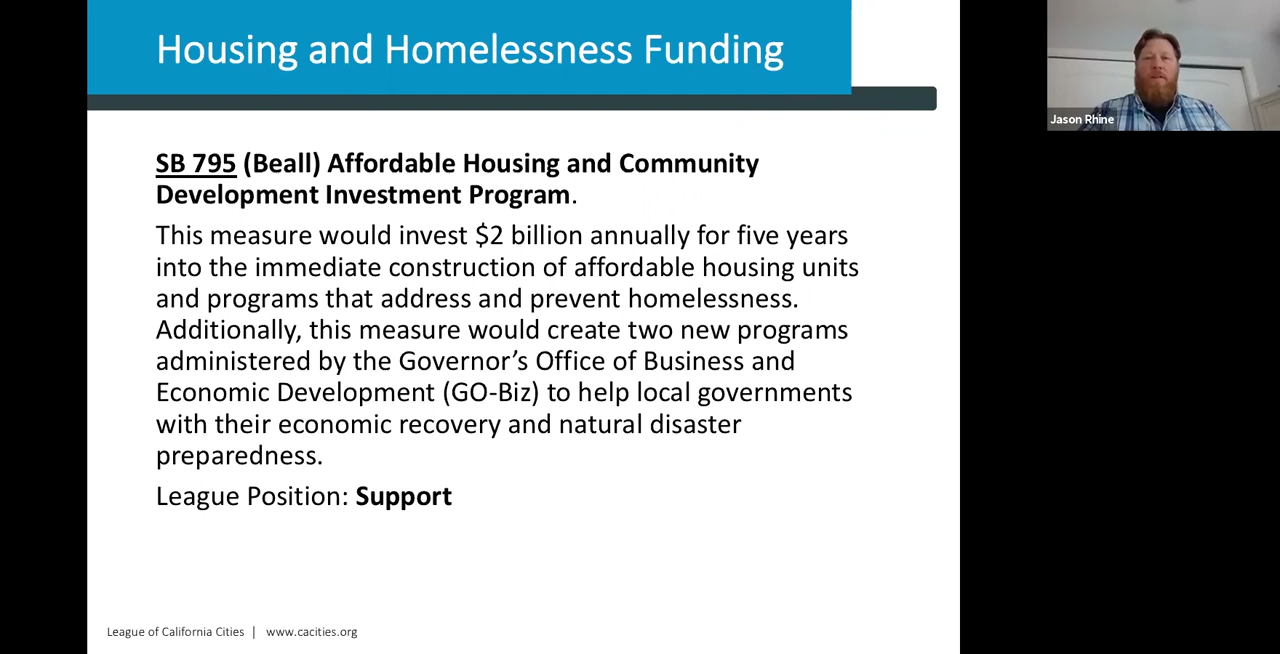 Housing and Homelessness Funding
Jason Rhine
SB 795 (Beall) Affordable Housing and Community
Development Investment Program.
This measure would invest $2 billion annually for five years
into the immediate construction of affordable housing units
and programs that address and prevent homelessness.
Additionally, this measure would create two new programs
administered by the Governor’s Office of Business and
Economic Development (GO-Biz) to help local governments
with their economic recovery and natural disaster
preparedness.
League Position: Support
League of California Cities | www.cacities.org